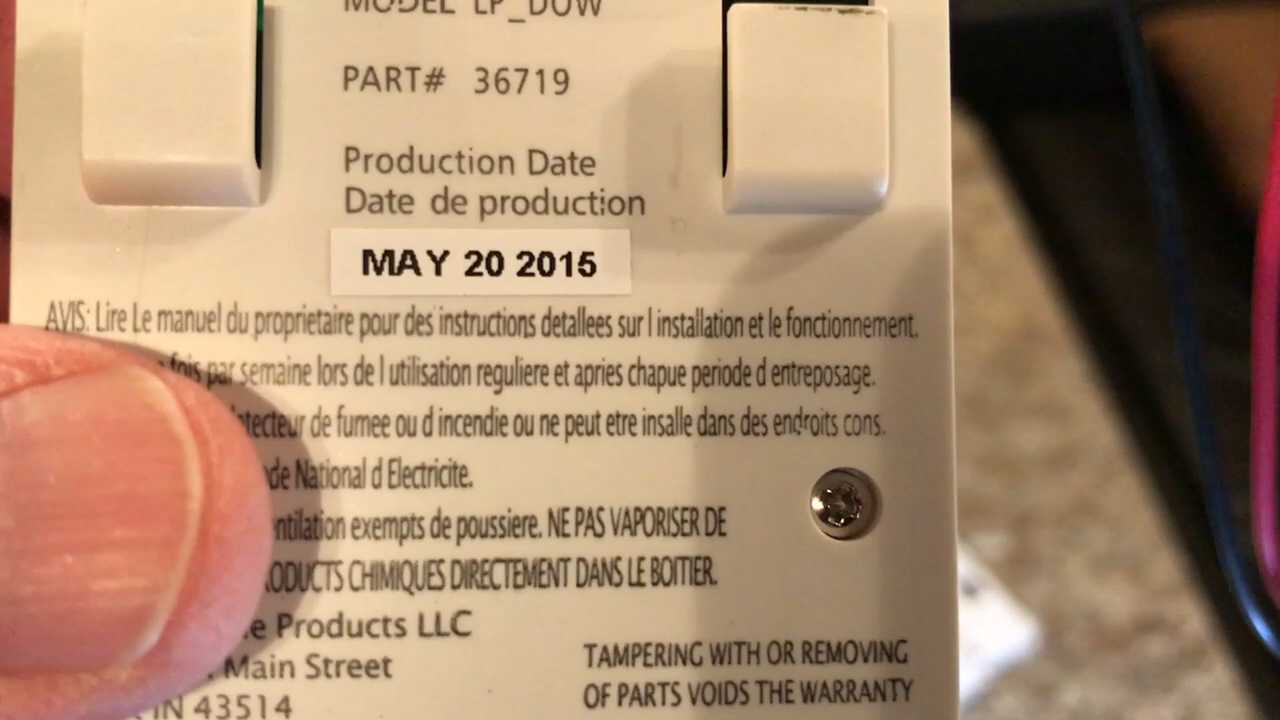 MODEL LP_DOW
PART# 36719
Production Date
Date de production
MAY 20 2015
AVIS: Lire Le manuel du proprietaire pour des instructions detallees sur l installation et le fonctionnement.
fois par semaine lors de l utilisation reguliere et apries chapue periode d entreposage.
de fumee ou d incendie ou ne peut etre insalle dans des endroits cons.
National d Electricite.
exempts de poussiere. NE PAS VAPORISER DE
CHIMIQUES DIRECTEMENT DANS LE BOITIER.
Products LLC
Main Street
IN 43514
TAMPERING WITH OR REMOVING
OF PARTS VOIDS THE WARRANTY